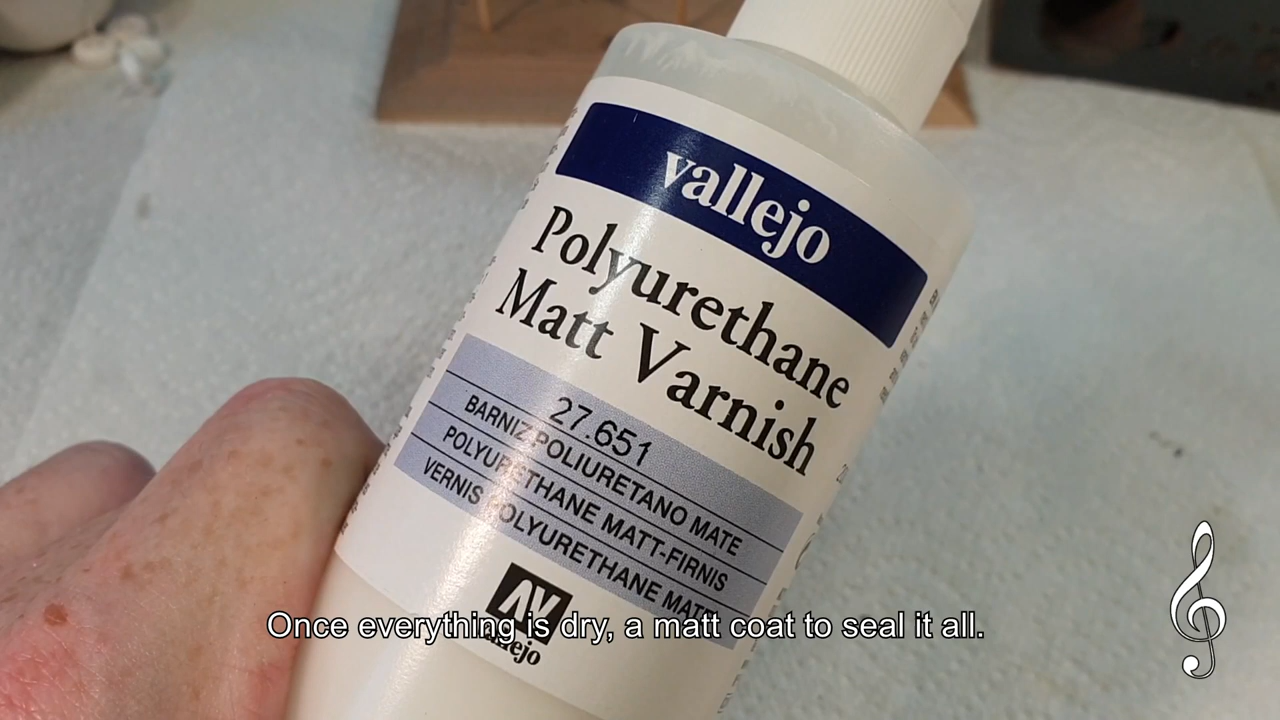 vallejo
Polyurethane
Matt Varnish
27.651
BARNIZ POLIURETANO MATE
POLYURETHANE MATT-FIRNIS
VERNIS POLYURETHANE MATE
vallejo
Once everything is dry, a matt coat to seal it all.